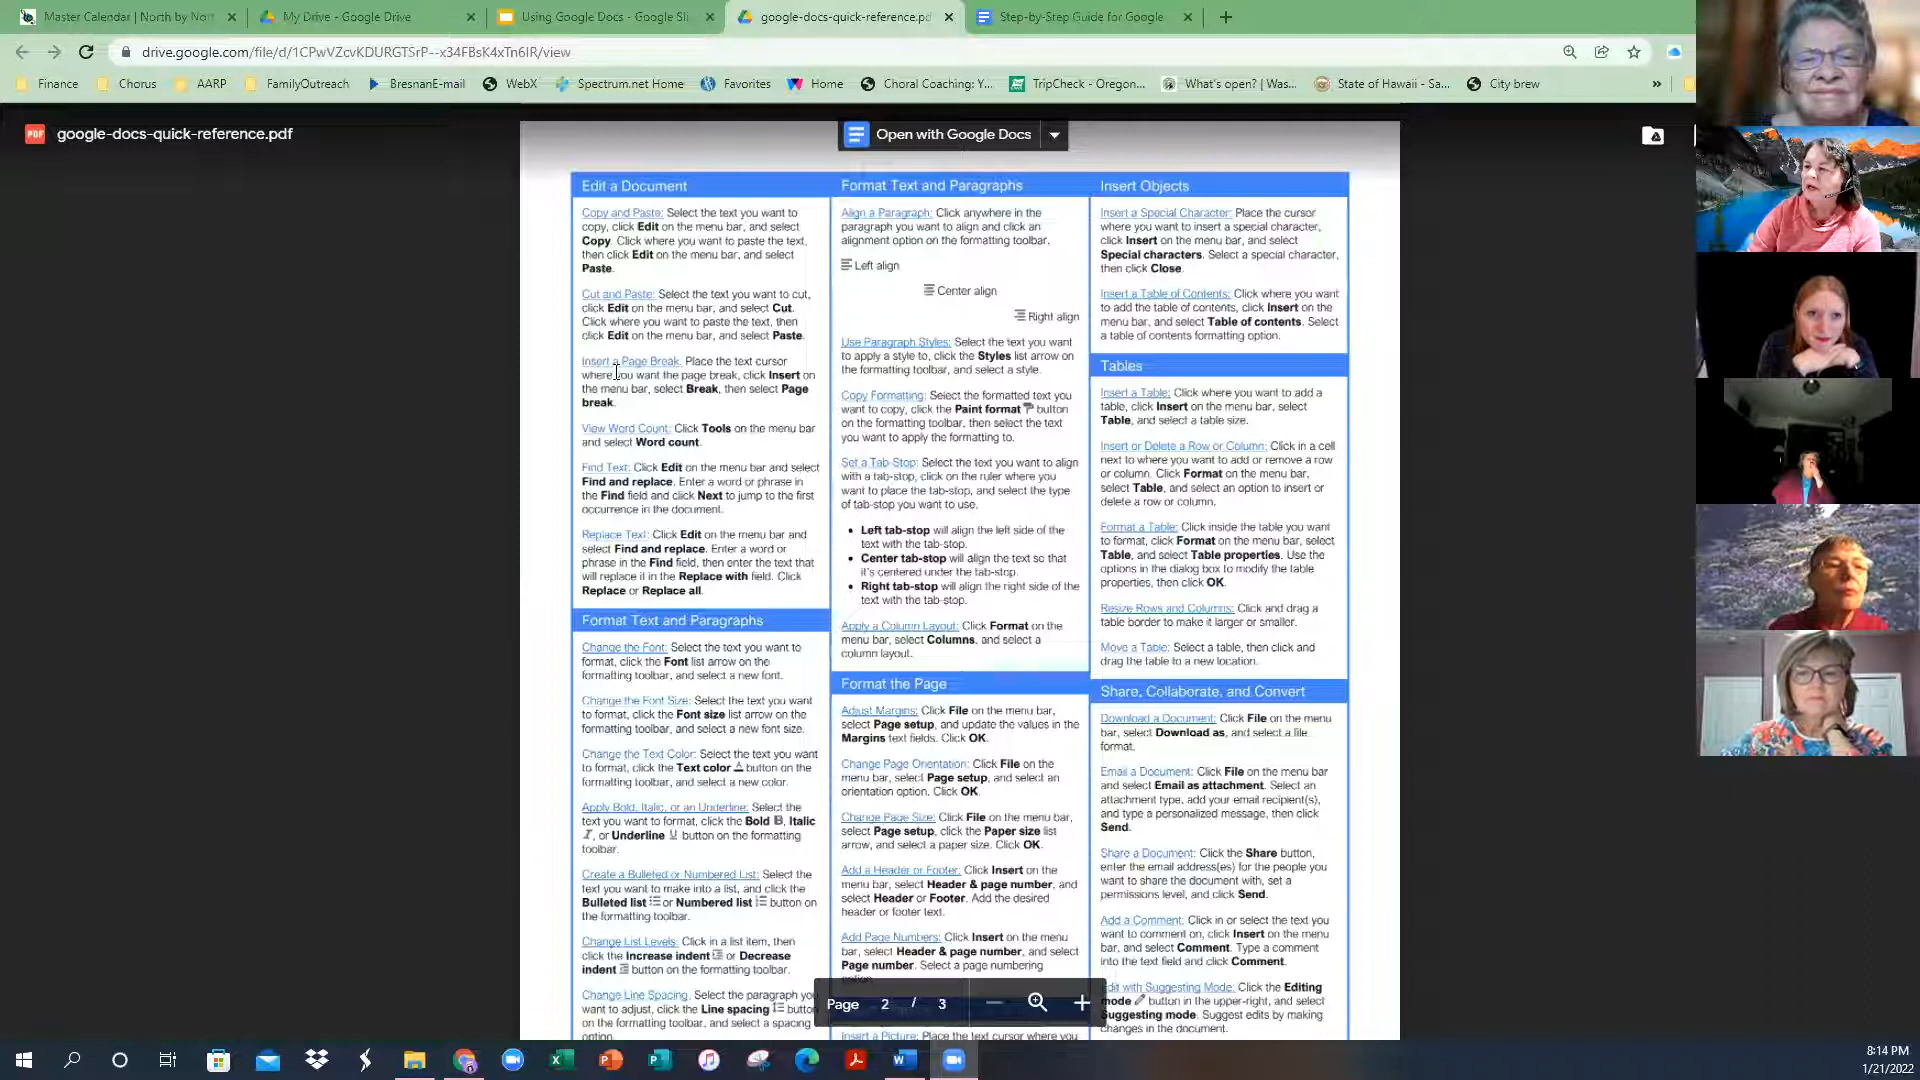 Master Calendar | North by Nort
My Drive - Google Drive
Using Google Docs - Google Sli
google-docs-quick-reference.pd
Step-by-Step Guide for Google
drive.google.com/file/d/1CPwVZcvKDURGTSrP--x34FBsK4xTn6IR/view
Finance
Chorus
AARP
FamilyOutreach
BresnanE-mail
WebX
Spectrum.net Home
Favorites
Home
Choral Coaching: Y...
TripCheck - Oregon...
What's open? | Was...
State of Hawaii - Sa...
City brew
»
PDF
google-docs-quick-reference.pdf
Open with Google Docs
Edit a Document
Copy and Paste: Select the text you want to
copy, click Edit on the menu bar, and select
Copy. Click where you want to paste the text,
then click Edit on the menu bar, and select
Paste.
Cut and Paste: Select the text you want to cut,
click Edit on the menu bar, and select Cut.
Click where you want to paste the text, then
click Edit on the menu bar, and select Paste.
Insert a Page Break. Place the text cursor
where you want the page break, click Insert on
the menu bar, select Break, then select Page
break.
View Word Count: Click Tools on the menu bar
and select Word count.
Find Text: Click Edit on the menu bar and select
Find and replace. Enter a word or phrase in
the Find field and click Next to jump to the first
occurrence in the document.
Replace Text: Click Edit on the menu bar and
select Find and replace. Enter a word or
phrase in the Find field, then enter the text that
will replace it in the Replace with field. Click
Replace or Replace all.
Format Text and Paragraphs
Change the Font: Select the text you want to
format, click the Font list arrow on the
formatting toolbar, and select a new font.
Change the Font Size: Select the text you want
to format, click the Font size list arrow on the
formatting toolbar, and select a new font size.
Change the Text Color: Select the text you want
to format, click the Text color A button on the
formatting toolbar, and select a new color.
Apply Bold, Italic, or an Underline: Select the
text you want to format, click the Bold B, Italic
I, or Underline U button on the formatting
toolbar.
Create a Bulleted or Numbered List: Select the
text you want to make into a list, and click the
Bulleted list or Numbered list button on
the formatting toolbar.
Change List Levels: Click in a list item, then
click the Increase indent or Decrease
indent button on the formatting toolbar.
Change Line Spacing. Select the paragraph you
want to adjust, click the Line spacing button
on the formatting toolbar, and select a spacing
option.
Format Text and Paragraphs
Align a Paragraph: Click anywhere in the
paragraph you want to align and click an
alignment option on the formatting toolbar.
Left align
Center align
Right align
Use Paragraph Styles: Select the text you want
to apply a style to, click the Styles list arrow on
the formatting toolbar, and select a style.
Copy Formatting: Select the formatted text you
want to copy, click the Paint format button
on the formatting toolbar, then select the text
you want to apply the formatting to.
Set a Tab-Stop: Select the text you want to align
with a tab-stop, click on the ruler where you
want to place the tab-stop, and select the type
of tab-stop you want to use.
• Left tab-stop will align the left side of the
text with the tab-stop.
• Center tab-stop will align the text so that
it's centered under the tab-stop.
• Right tab-stop will align the right side of the
text with the tab-stop.
Apply a Column Layout: Click Format on the
menu bar, select Columns, and select a
column layout.
Format the Page
Adjust Margins: Click File on the menu bar,
select Page setup, and update the values in the
Margins text fields. Click OK.
Change Page Orientation: Click File on the
menu bar, select Page setup, and select an
orientation option. Click OK.
Change Page Size: Click File on the menu bar,
select Page setup, click the Paper size list
arrow, and select a paper size. Click OK.
Add a Header or Footer: Click Insert on the
menu bar, select Header & page number, and
select Header or Footer. Add the desired
header or footer text.
Add Page Numbers: Click Insert on the menu
bar, select Header & page number, and select
Page number. Select a page numbering
option.
Insert a Picture: Place the text cursor where you
Insert Objects
Insert a Special Character: Place the cursor
where you want to insert a special character,
click Insert on the menu bar, and select
Special characters. Select a special character,
then click Close.
Insert a Table of Contents: Click where you want
to add the table of contents, click Insert on the
menu bar, and select Table of contents. Select
a table of contents formatting option.
Tables
Insert a Table: Click where you want to add a
table, click Insert on the menu bar, select
Table, and select a table size.
Insert or Delete a Row or Column: Click in a cell
next to where you want to add or remove a row
or column. Click Format on the menu bar,
select Table, and select an option to insert or
delete a row or column.
Format a Table: Click inside the table you want
to format, click Format on the menu bar, select
Table, and select Table properties. Use the
options in the dialog box to modify the table
properties, then click OK.
Resize Rows and Columns: Click and drag a
table border to make it larger or smaller.
Move a Table: Select a table, then click and
drag the table to a new location.
Share, Collaborate, and Convert
Download a Document: Click File on the menu
bar, select Download as, and select a file
format.
Email a Document: Click File on the menu bar
and select Email as attachment. Select an
attachment type, add your email recipient(s),
and type a personalized message, then click
Send.
Share a Document: Click the Share button,
enter the email address(es) for the people you
want to share the document with, set a
permissions level, and click Send.
Add a Comment: Click in or select the text you
want to comment on, click Insert on the menu
bar, and select Comment. Type a comment
into the text field and click Comment.
Edit with Suggesting Mode: Click the Editing
mode button in the upper-right, and select
Suggesting mode. Suggest edits by making
changes in the document.
Page 2 / 3
8:14 PM
1/21/2022